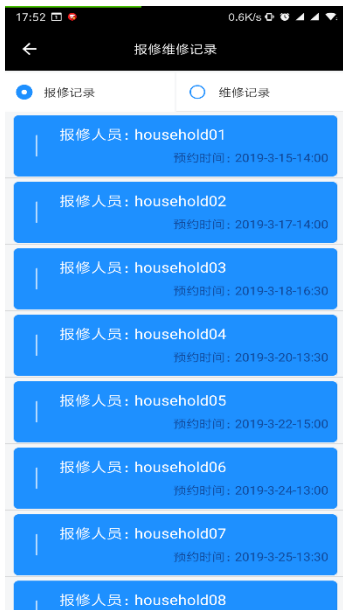 17:52 0.6K/s
报修维修记录
报修记录 维修记录
报修人员: household01
预约时间: 2019-3-15-14:00
报修人员: household02
预约时间: 2019-3-17-14:00
报修人员: household03
预约时间: 2019-3-18-16:30
报修人员: household04
预约时间: 2019-3-20-13:30
报修人员: household05
预约时间: 2019-3-22-15:00
报修人员: household06
预约时间: 2019-3-24-13:00
报修人员: household07
预约时间: 2019-3-25-13:30
报修人员: household08